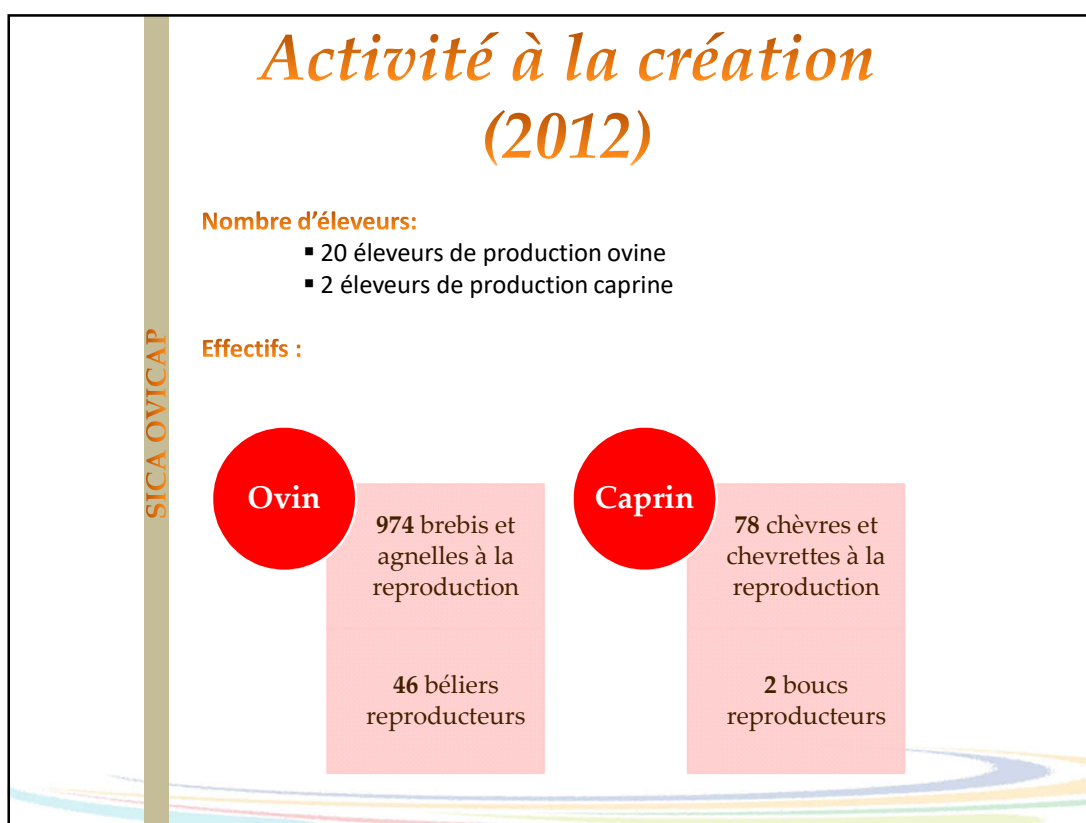 Activité à la création
(2012)
SICA OVICAP
Nombre d’éleveurs:
▪ 20 éleveurs de production ovine
▪ 2 éleveurs de production caprine
Effectifs :
Ovin
974 brebis et
agnelles à la
reproduction
46 béliers
reproducteurs
Caprin
78 chèvres et
chevrettes à la
reproduction
2 boucs
reproducteurs